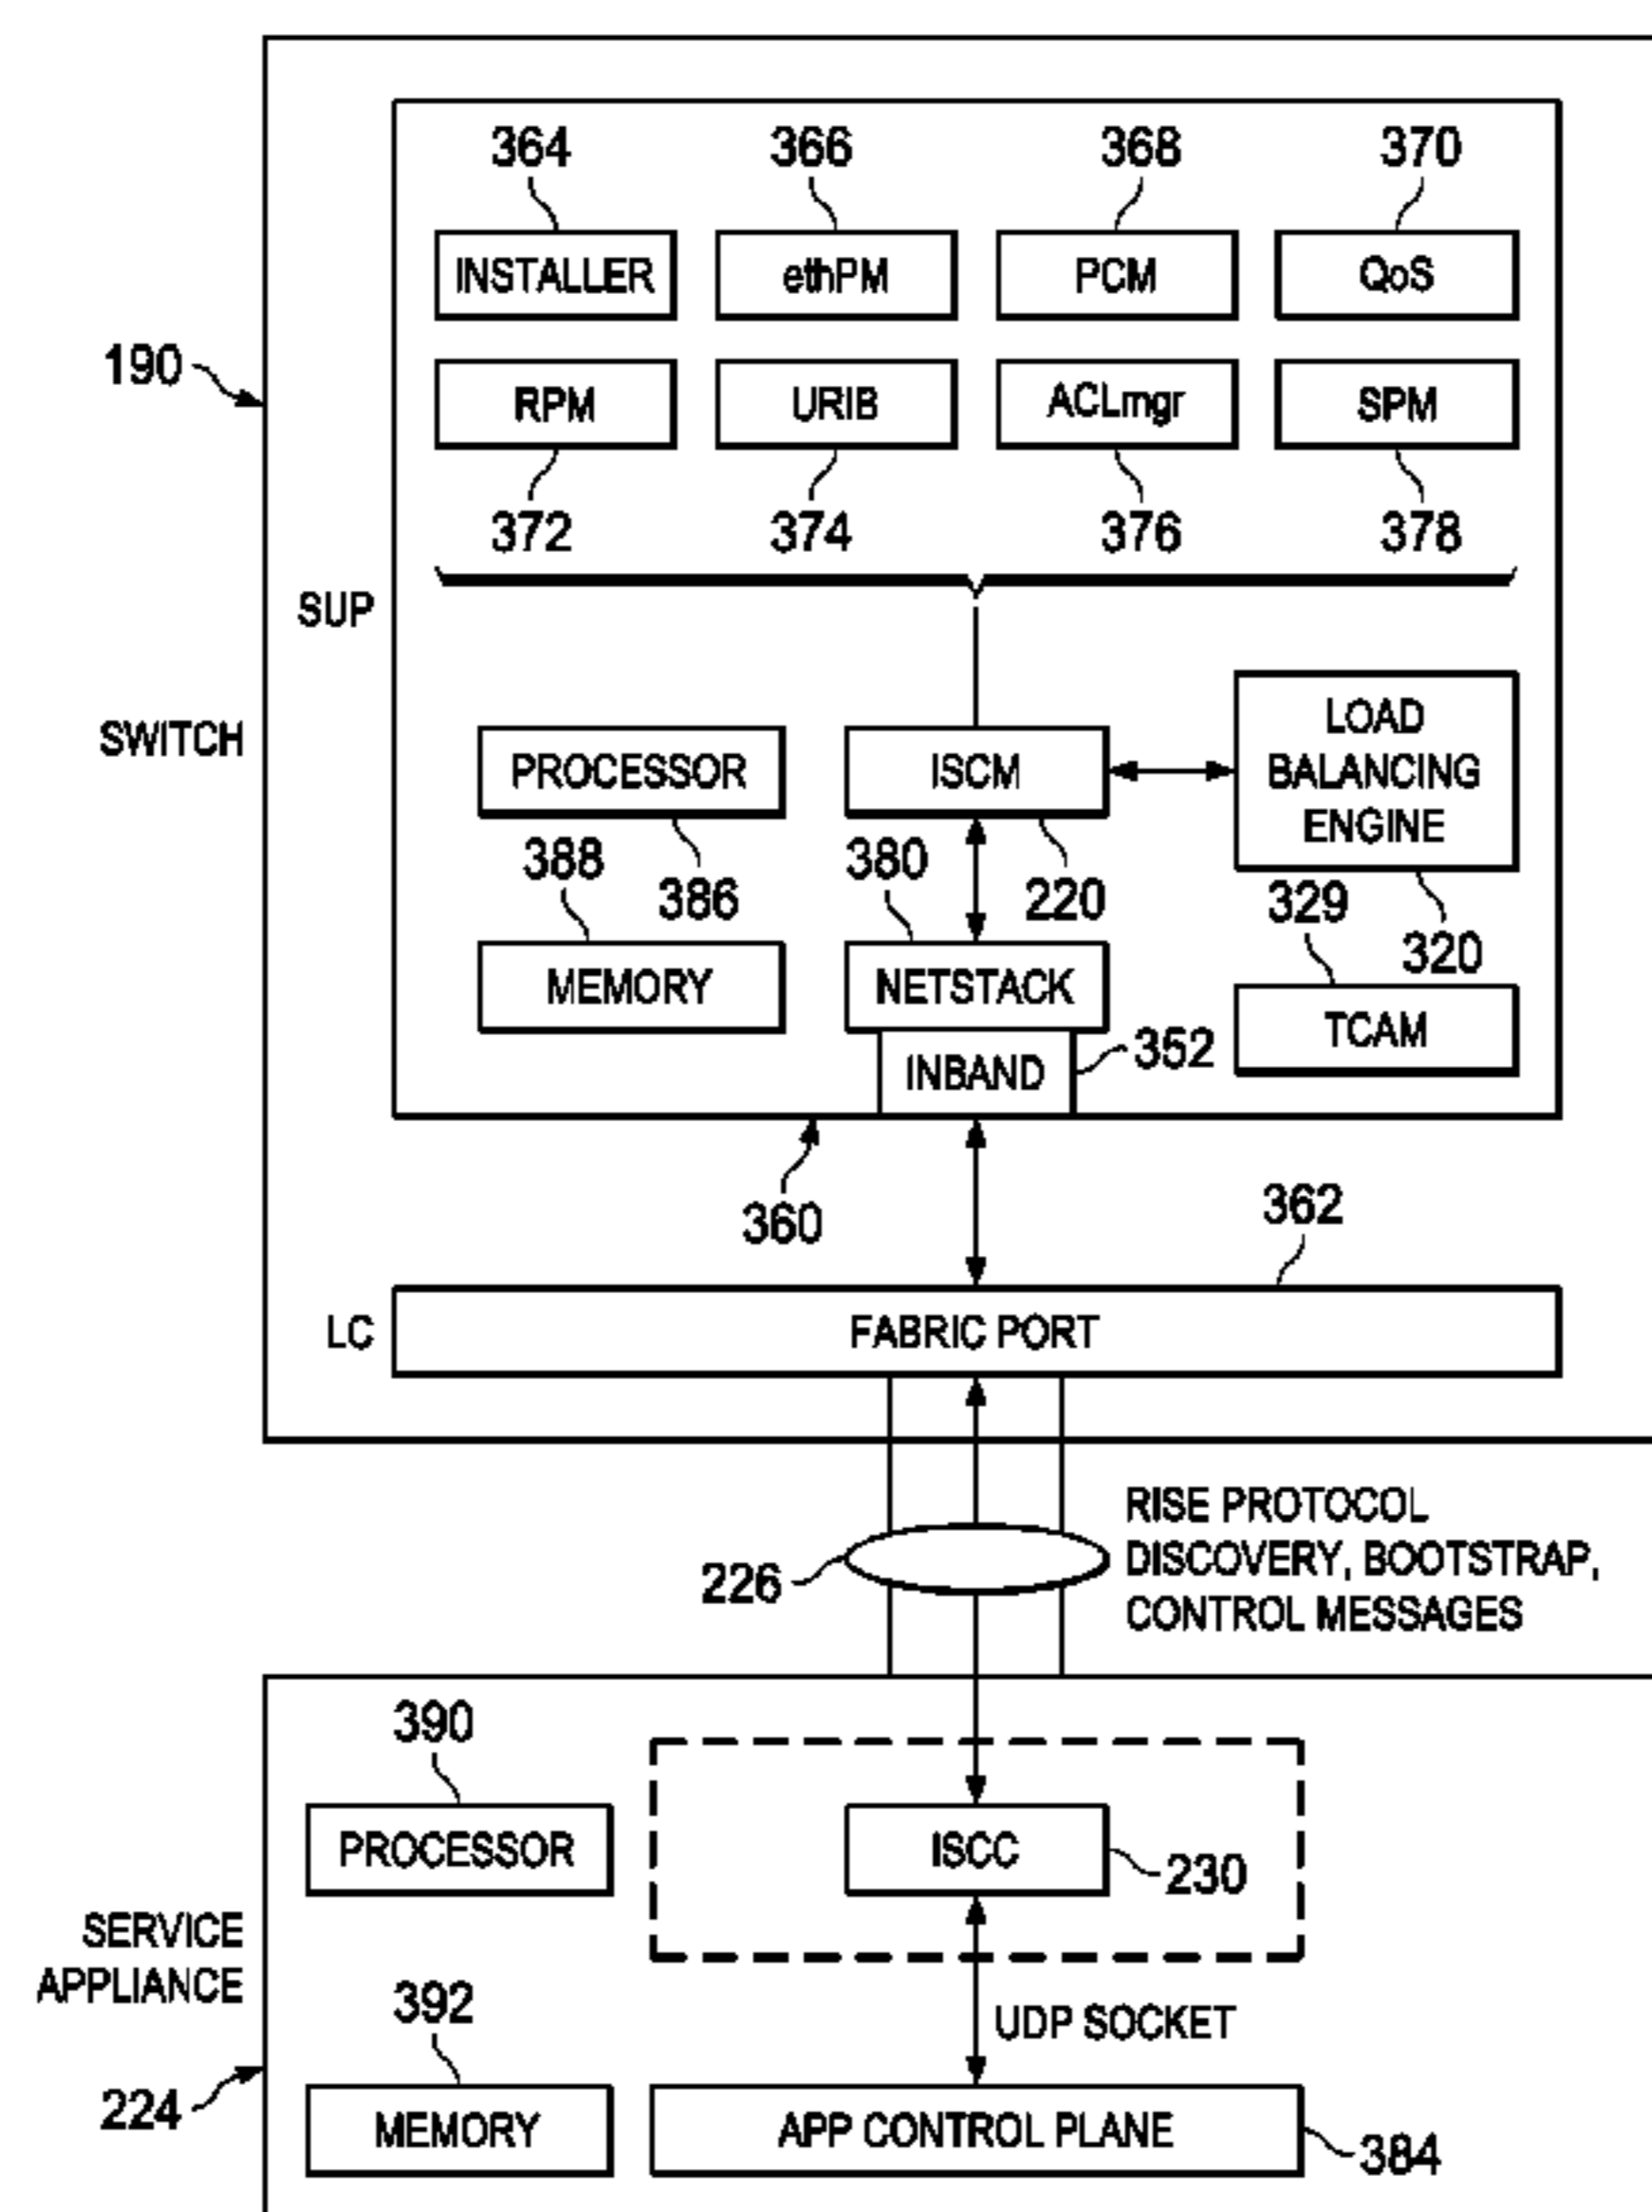 364 366 368 370
INSTALLER ethPM PCM QoS
190
RPM URIB ACLmgr SPM
372 374 376 378
SUP
SWITCH
PROCESSOR ISCM LOAD
BALANCING
ENGINE
388 386 380 220 329
320
MEMORY NETSTACK TCAM
INBAND 352
360 362
LC FABRIC PORT
226
RISE PROTOCOL
DISCOVERY, BOOTSTRAP,
CONTROL MESSAGES
390
PROCESSOR ISCC 230
SERVICE
APPLIANCE
392
UDP SOCKET
224
MEMORY APP CONTROL PLANE 384